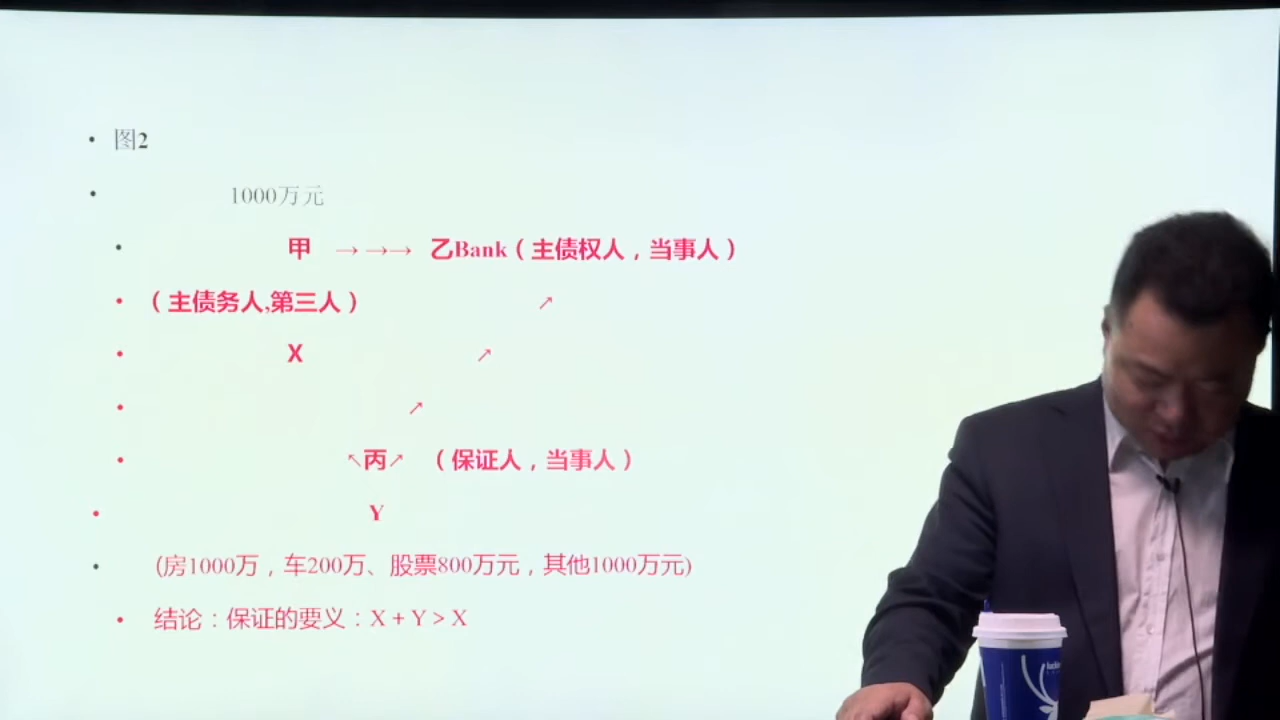 • 图2
• 1000万元
• 甲 →→→ 乙Bank（主债权人，当事人）
• （主债务人,第三人） ↗
• X ↗
• ↗
• ↖丙↗ （保证人，当事人）
• Y
• (房1000万，车200万、股票800万元，其他1000万元)
• 结论：保证的要义：X + Y > X